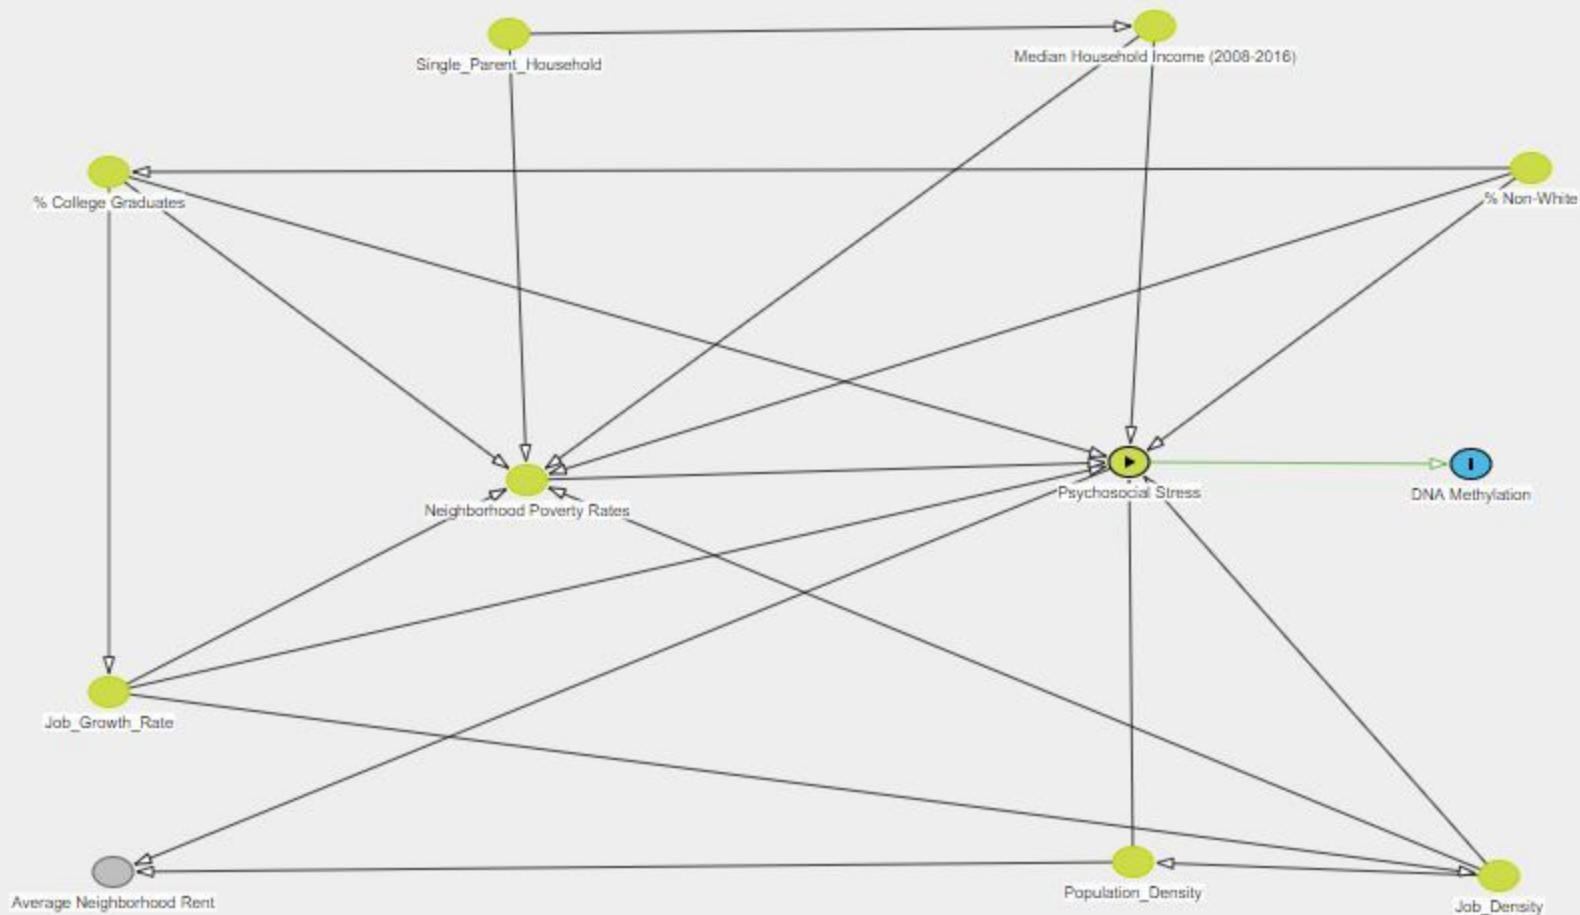 Single_Parent_Household
Median Household Income (2008-2016)
% College Graduates
% Non-White
Neighborhood Poverty Rates
Psychosocial Stress
DNA Methylation
Job_Growth_Rate
Average Neighborhood Rent
Population_Density
Job_Density